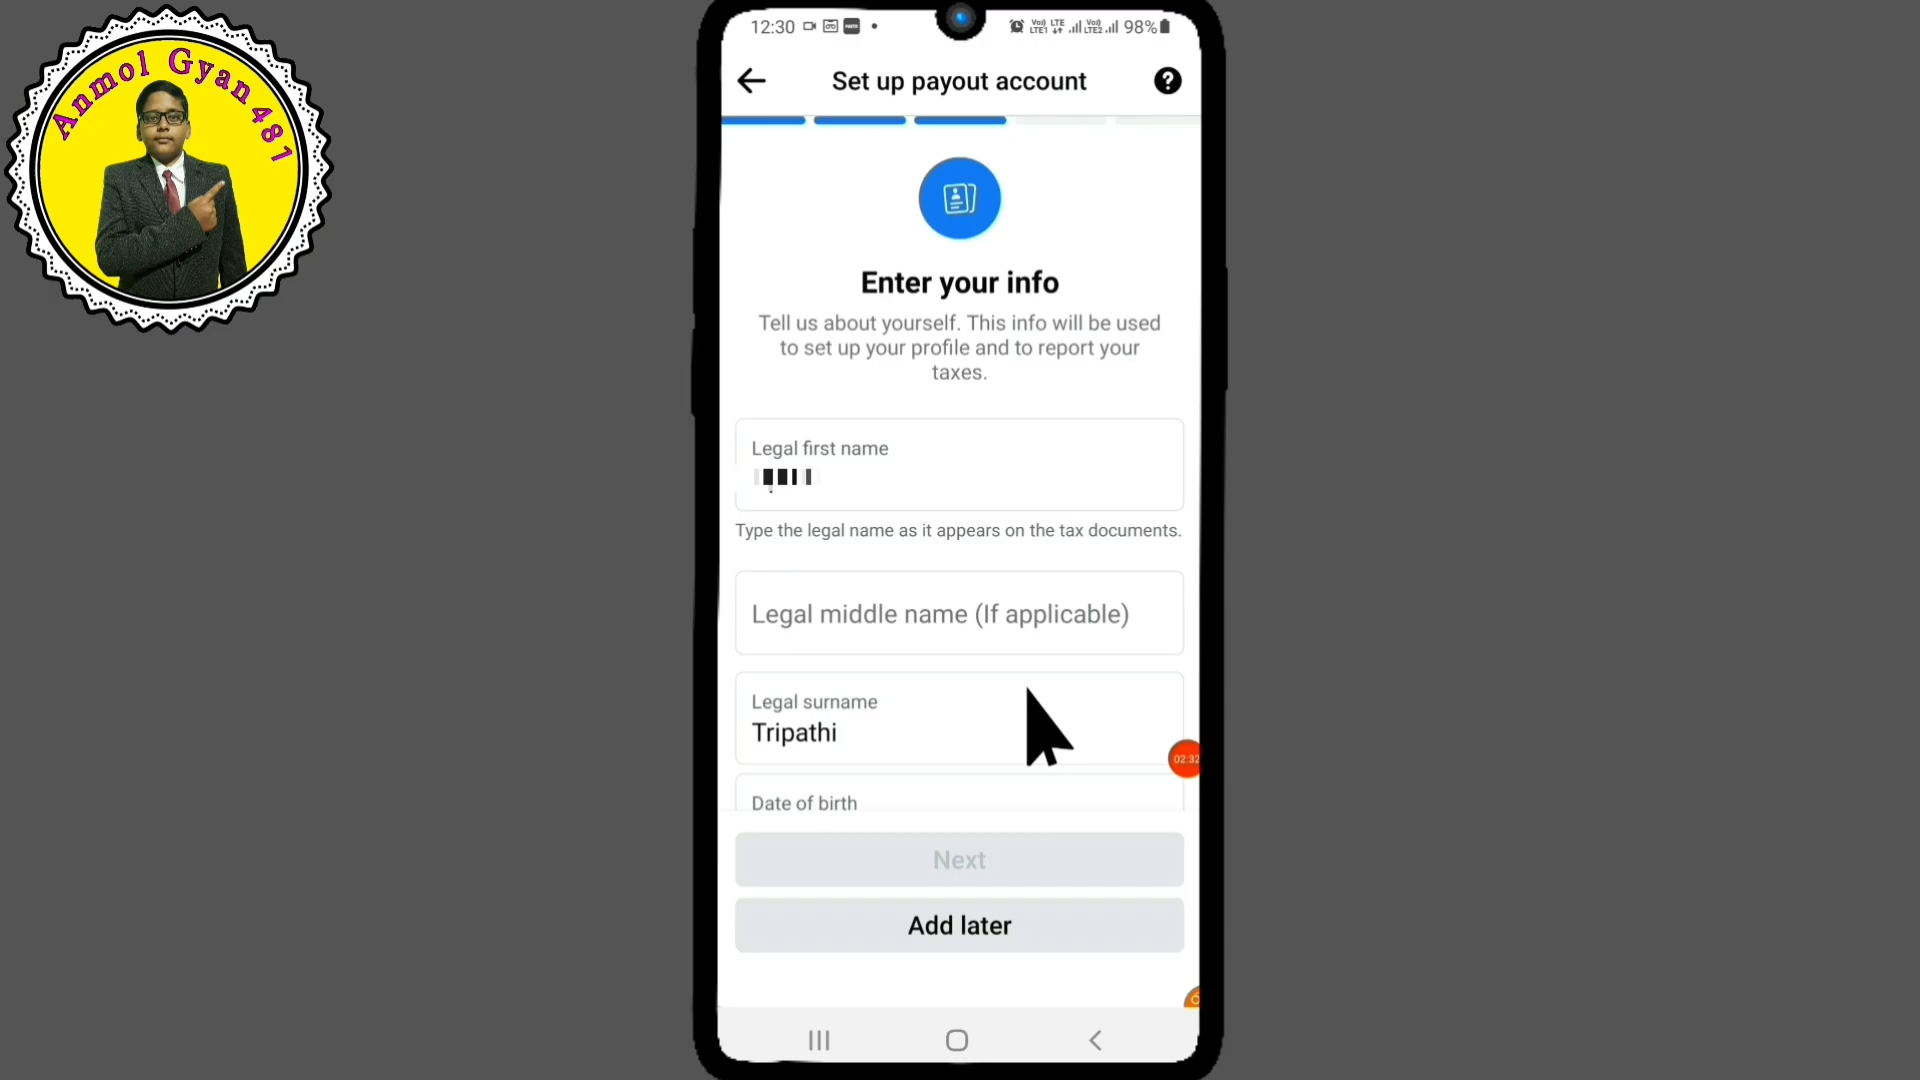 Anmol Gyan 481
12:30
98%
Set up payout account
Enter your info
Tell us about yourself. This info will be used
to set up your profile and to report your
taxes.
Legal first name
Type the legal name as it appears on the tax documents.
Legal middle name (If applicable)
Legal surname
Tripathi
02:32
Date of birth
Next
Add later